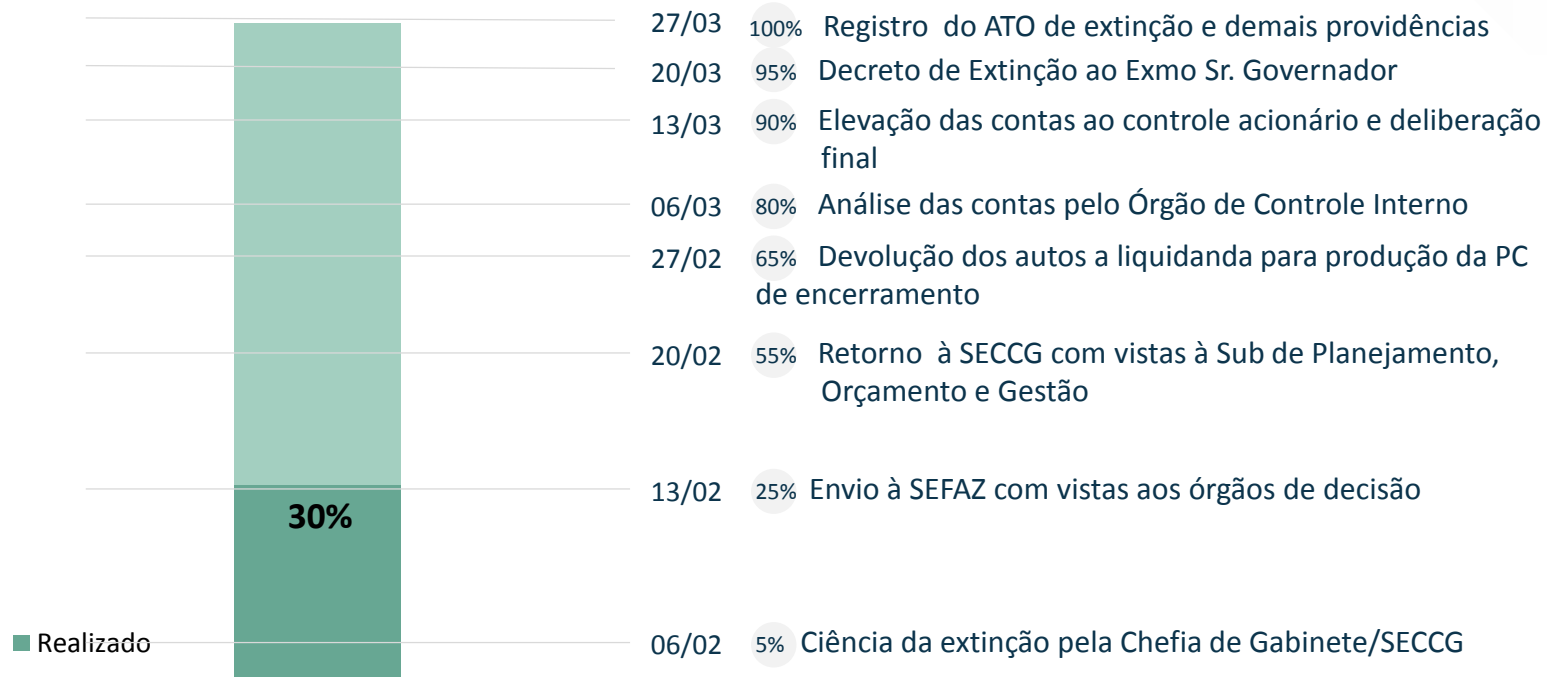 27/03 100% Registro do ATO de extinção e demais providências
20/03 95% Decreto de Extinção ao Exmo Sr. Governador
13/03 90% Elevação das contas ao controle acionário e deliberação
final
06/03 80% Análise das contas pelo Órgão de Controle Interno
27/02 65% Devolução dos autos a liquidanda para produção da PC
de encerramento
20/02 55% Retorno à SECCG com vistas à Sub de Planejamento,
Orçamento e Gestão
13/02 25% Envio à SEFAZ com vistas aos órgãos de decisão
30%
Realizado
06/02 5% Ciência da extinção pela Chefia de Gabinete/SECCG